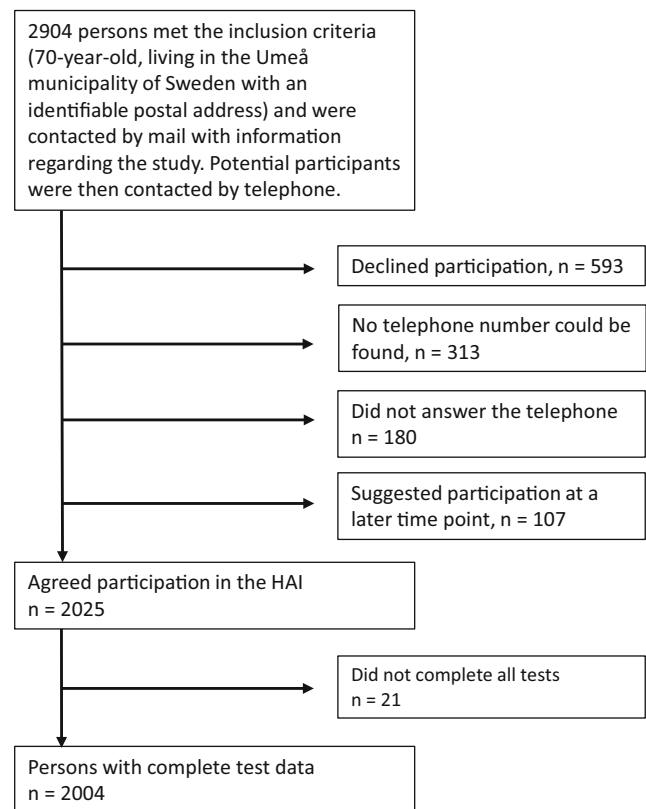 2904 persons met the inclusion criteria
(70-year-old, living in the Umeå
municipality of Sweden with an
identifiable postal address) and were
contacted by mail with information
regarding the study. Potential participants
were then contacted by telephone.
Declined participation, n = 593
No telephone number could be
found, n = 313
Did not answer the telephone
n = 180
Suggested participation at a
later time point, n = 107
Agreed participation in the HAI
n = 2025
Did not complete all tests
n = 21
Persons with complete test data
n = 2004